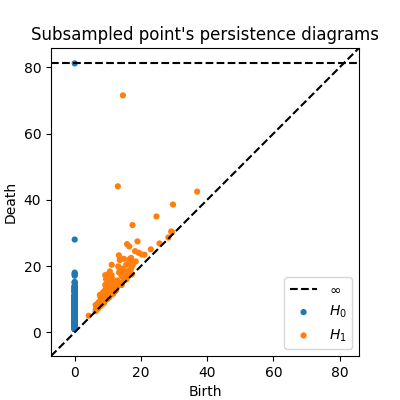 Subsampled point's persistence diagrams
80
60
40
20
0
Death
∞
H₀
H₁
0 20 40 60 80
Birth